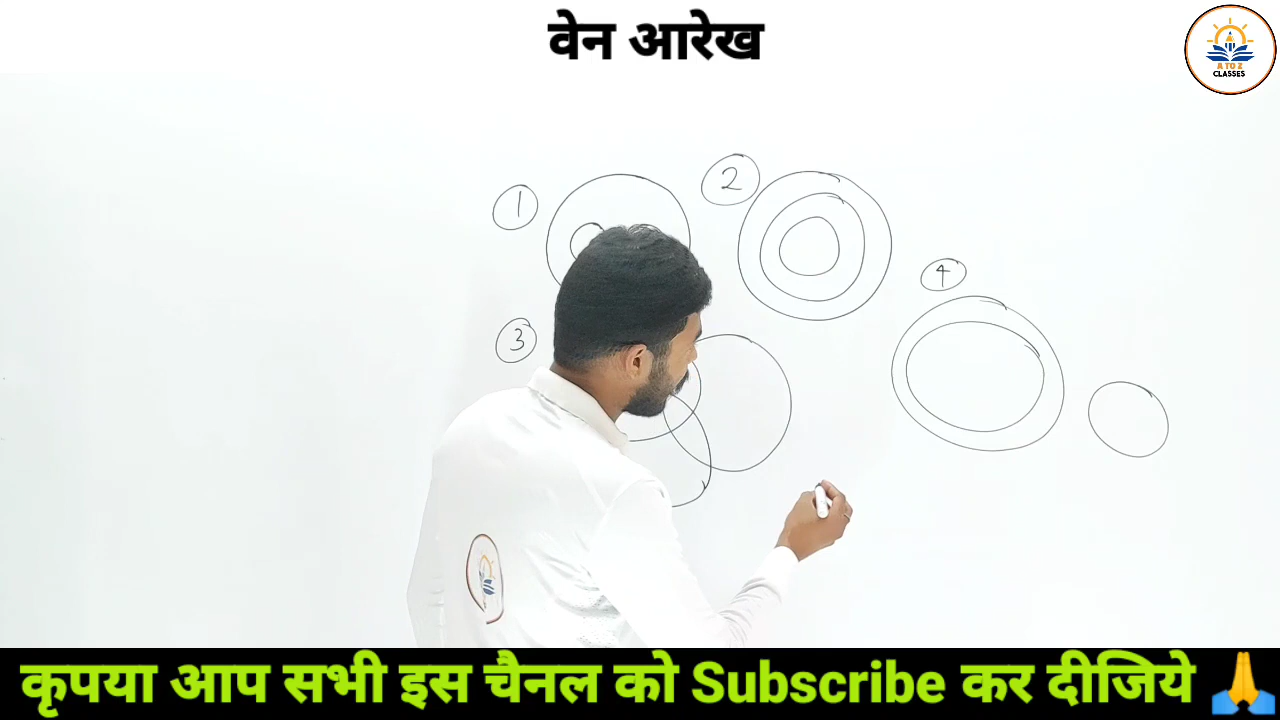 वेन आरेख
A TO Z
CLASSES
1
2
3
4
कृपया आप सभी इस चैनल को Subscribe कर दीजिये 🙏